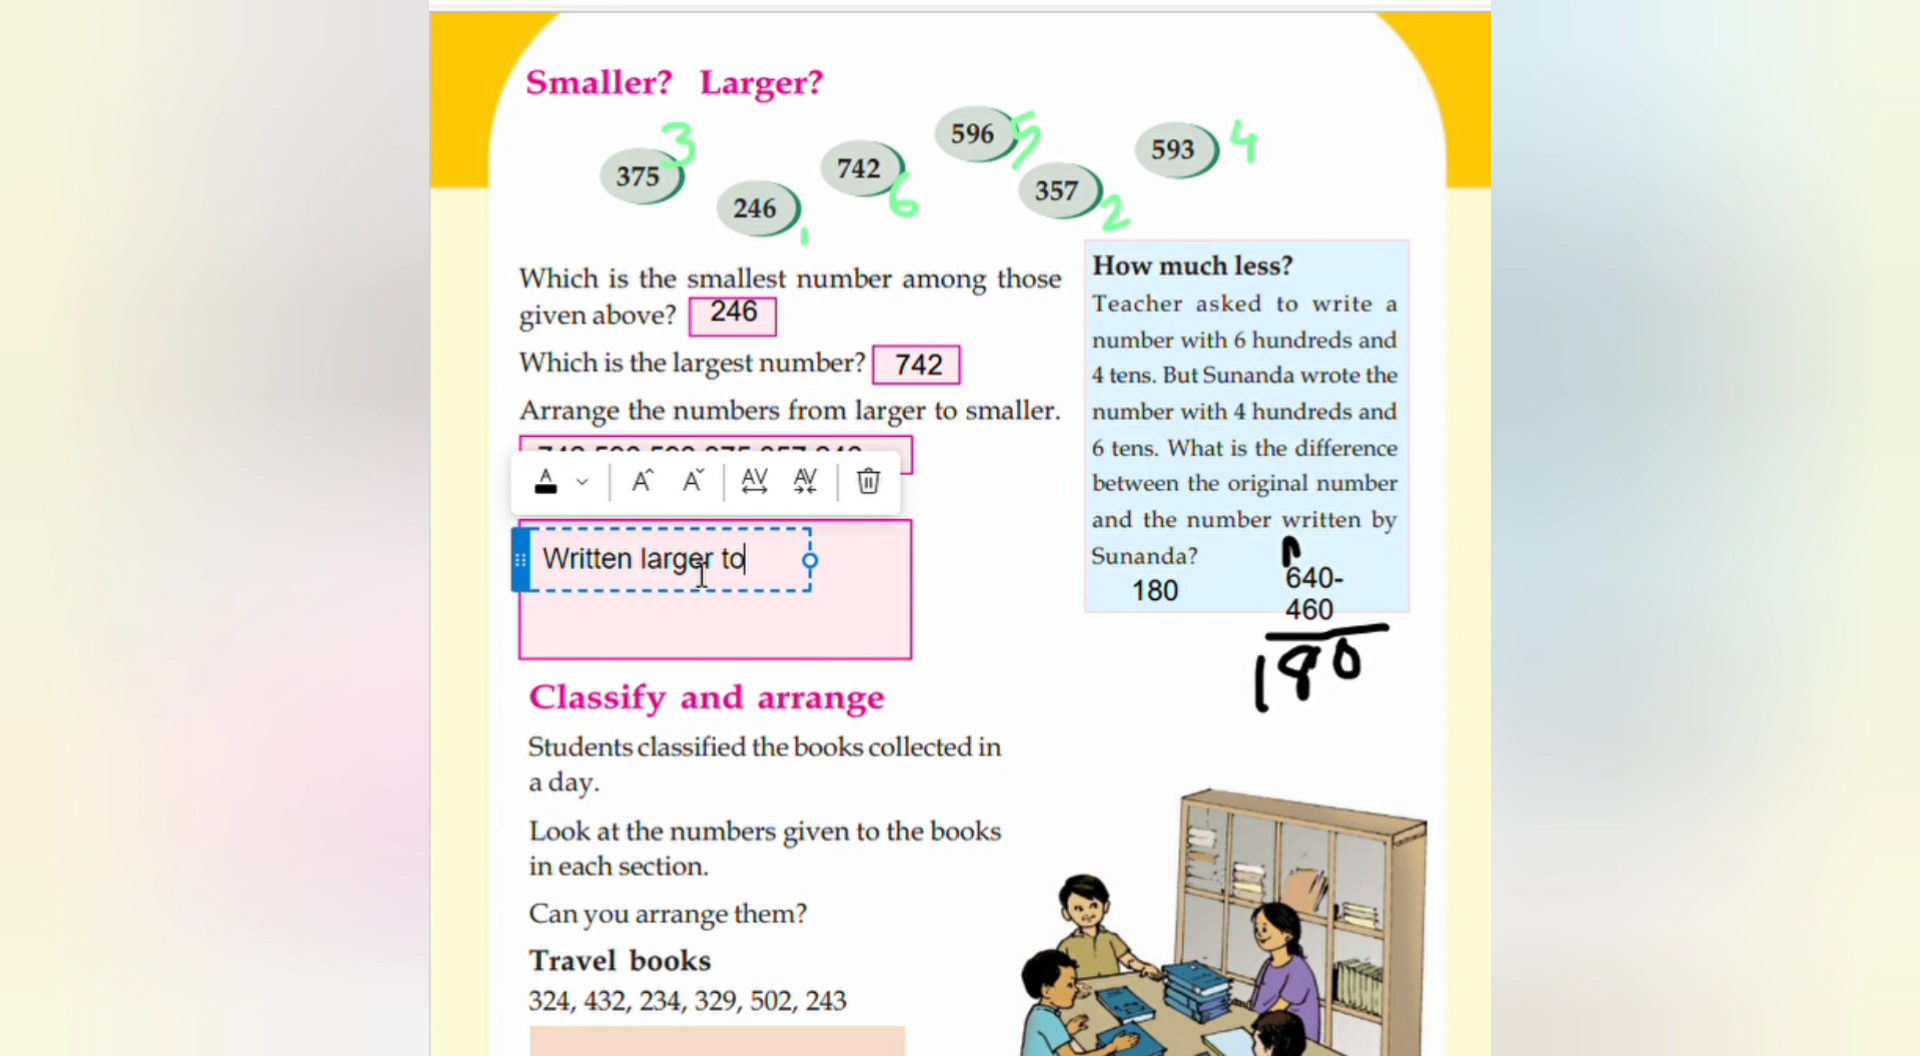 Smaller? Larger?
375 3
246 1
742 6
596 5
357 2
593 4
Which is the smallest number among those
given above? 246
Which is the largest number? 742
Arrange the numbers from larger to smaller.
Written larger to
How much less?
Teacher asked to write a
number with 6 hundreds and
4 tens. But Sunanda wrote the
number with 4 hundreds and
6 tens. What is the difference
between the original number
and the number written by
Sunanda?
180
640-
460
180
Classify and arrange
Students classified the books collected in
a day.
Look at the numbers given to the books
in each section.
Can you arrange them?
Travel books
324, 432, 234, 329, 502, 243